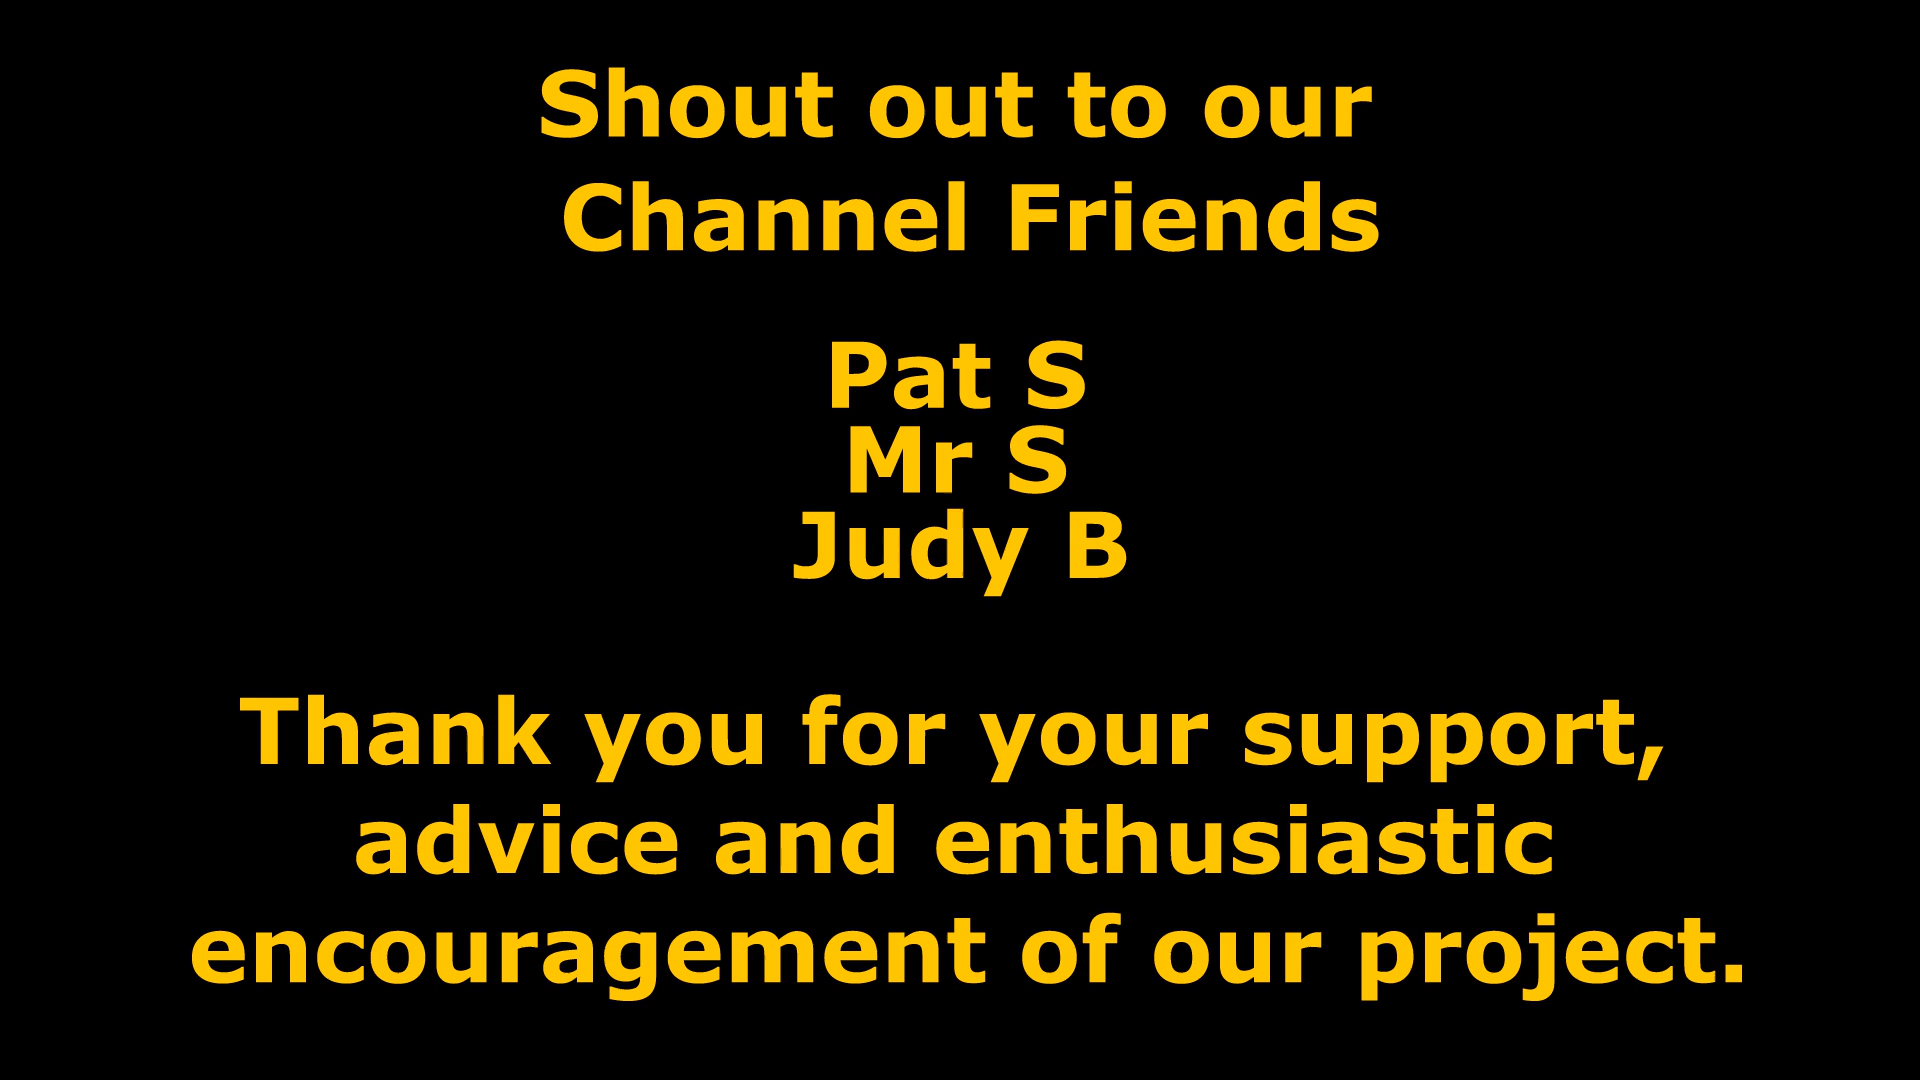 Shout out to our
Channel Friends
Pat S
Mr S
Judy B
Thank you for your support,
advice and enthusiastic
encouragement of our project.